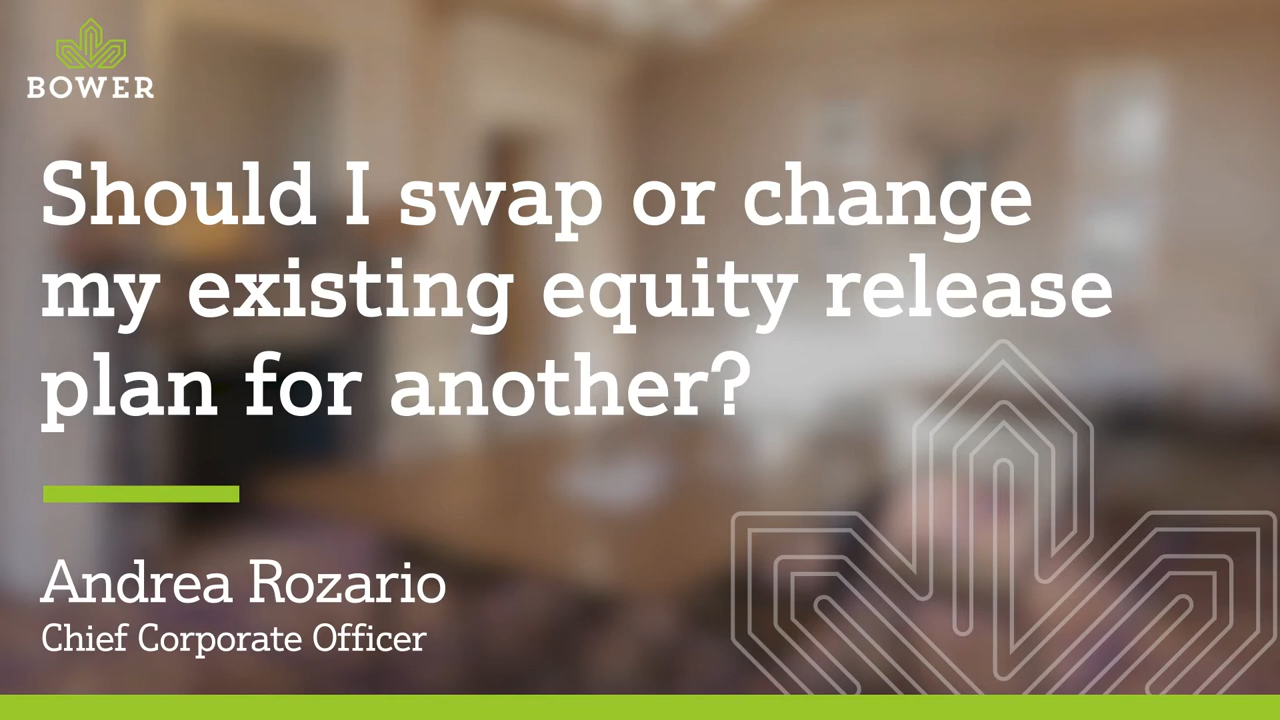 BOWER
Should I swap or change
my existing equity release
plan for another?
Andrea Rozario
Chief Corporate Officer